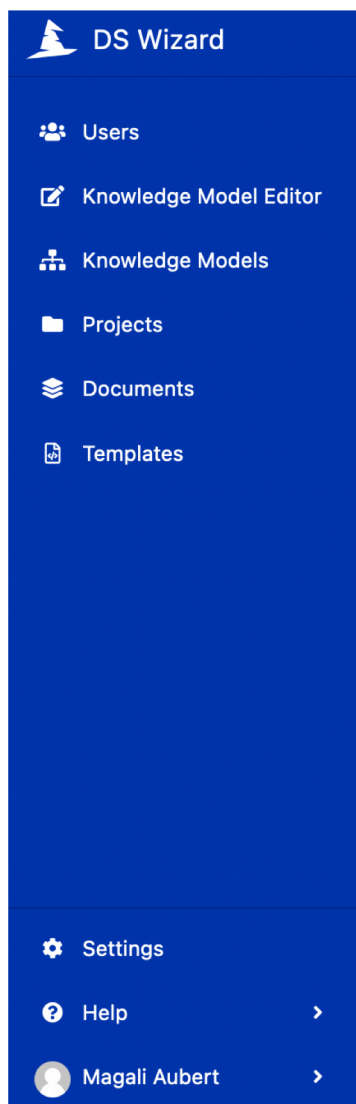 DS Wizard
Users
Knowledge Model Editor
Knowledge Models
Projects
Documents
Templates
Settings
Help
Magali Aubert